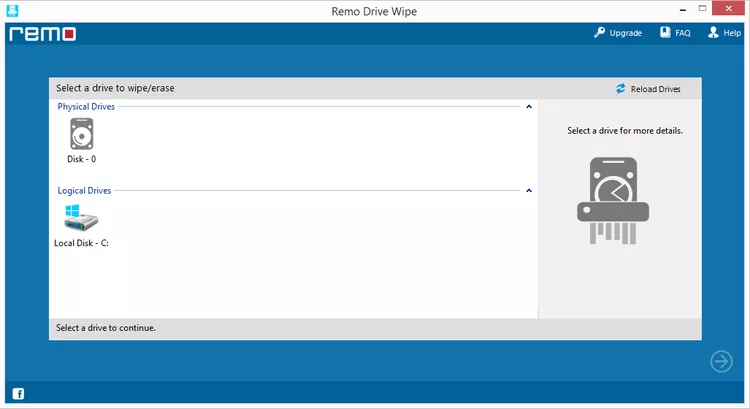 Remo Drive Wipe
remo
Upgrade
FAQ
Help
Select a drive to wipe/erase
Reload Drives
Physical Drives
Disk - 0
Select a drive for more details.
Logical Drives
Local Disk - C:
Select a drive to continue.
f